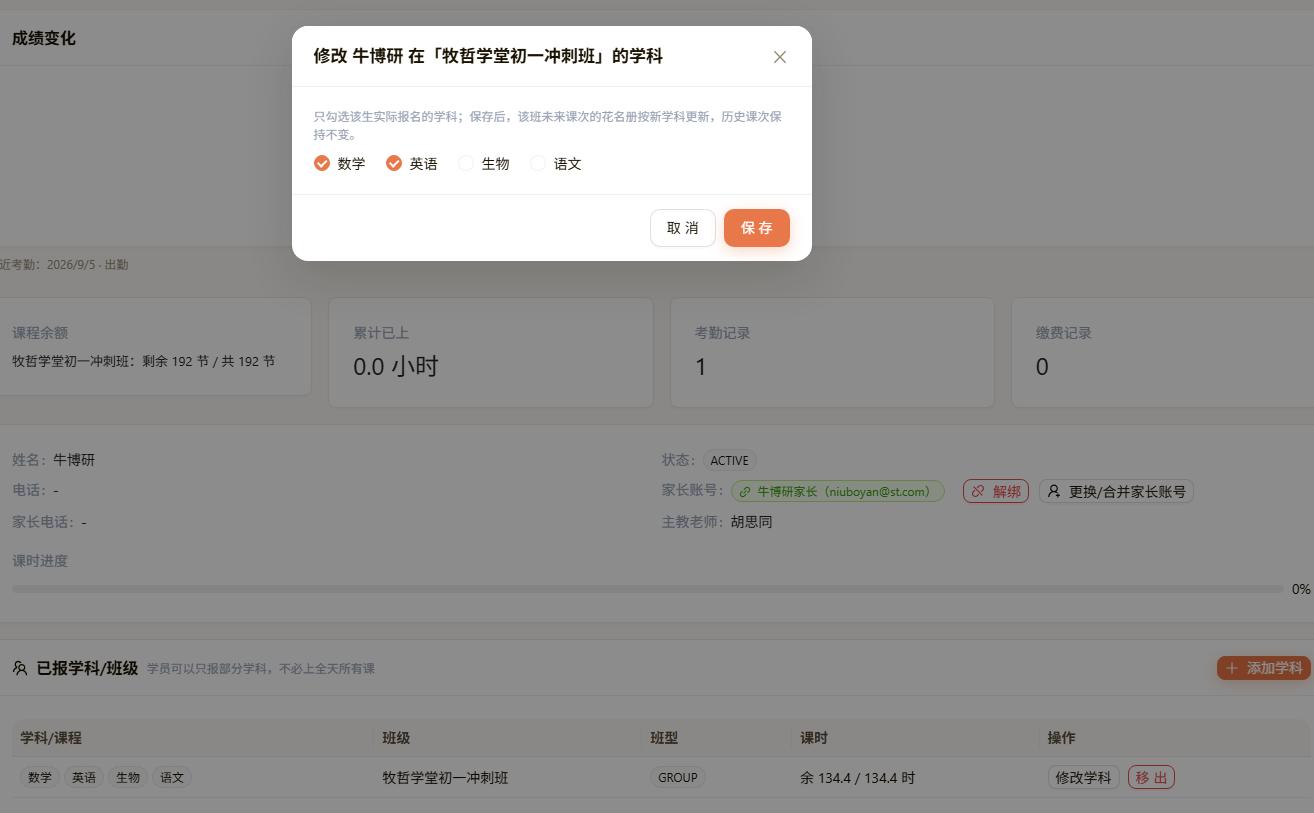 成绩变化
修改 牛博研 在「牧哲学堂初一冲刺班」的学科
只勾选该生实际报名的学科；保存后，该班未来课次的花名册按新学科更新，历史课次保
持不变。
数学 英语 生物 语文
取 消 保 存
近考勤：2026/9/5 · 出勤
课程余额 累计已上 考勤记录 缴费记录
牧哲学堂初一冲刺班：剩余 192 节 / 共 192 节 0.0 小时 1 0
姓名：牛博研 状态：ACTIVE
电话：- 家长账号：牛博研家长（niuboyan@st.com） 解绑 更换/合并家长账号
家长电话：- 主教老师：胡思同
课时进度
0%
已报学科/班级 学员可以只报部分学科，不必上全天所有课 添加学科
学科/课程 班级 班型 课时 操作
数学 英语 生物 语文 牧哲学堂初一冲刺班 GROUP 余 134.4 / 134.4 时 修改学科 移 出